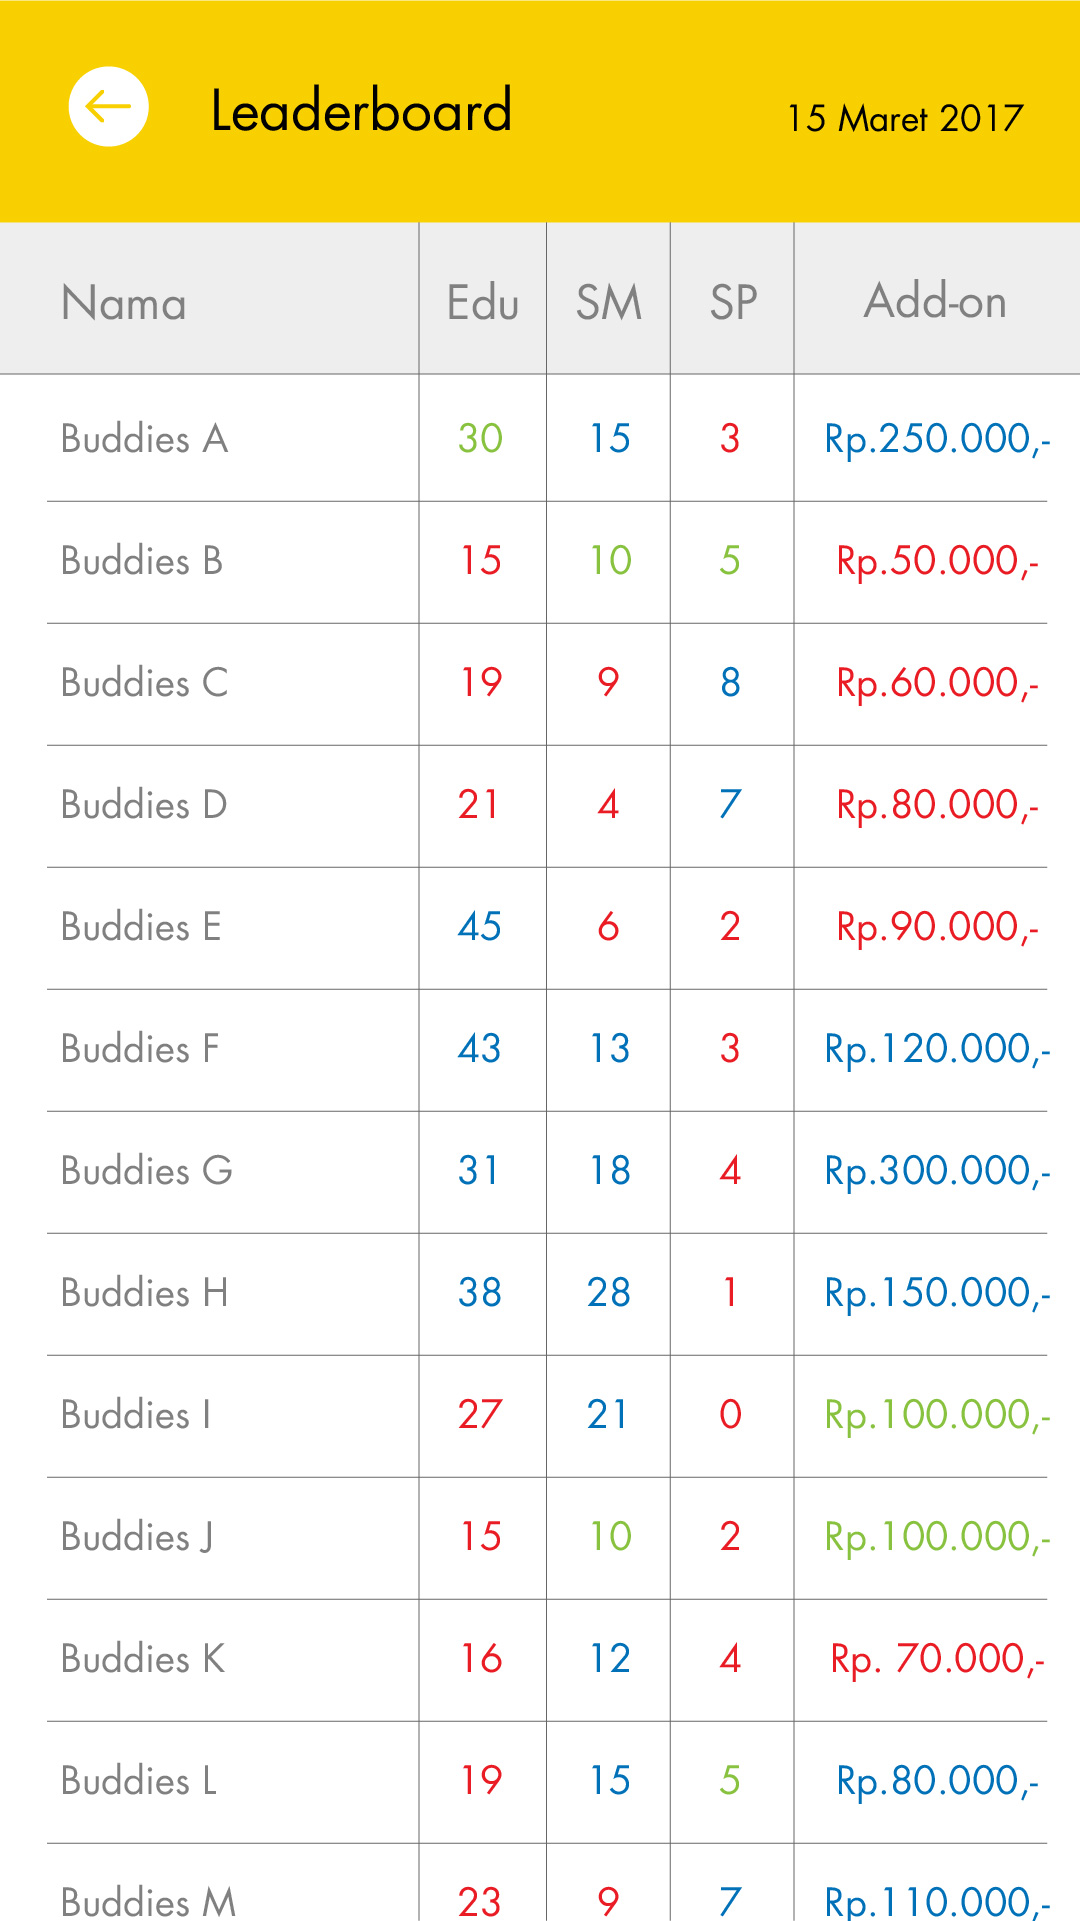 Leaderboard 15 Maret 2017
Nama Edu SM SP Add-on
Buddies A 30 15 3 Rp.250.000,-
Buddies B 15 10 5 Rp.50.000,-
Buddies C 19 9 8 Rp.60.000,-
Buddies D 21 4 7 Rp.80.000,-
Buddies E 45 6 2 Rp.90.000,-
Buddies F 43 13 3 Rp.120.000,-
Buddies G 31 18 4 Rp.300.000,-
Buddies H 38 28 1 Rp.150.000,-
Buddies I 27 21 0 Rp.100.000,-
Buddies J 15 10 2 Rp.100.000,-
Buddies K 16 12 4 Rp. 70.000,-
Buddies L 19 15 5 Rp.80.000,-
Buddies M 23 9 7 Rp.110.000,-